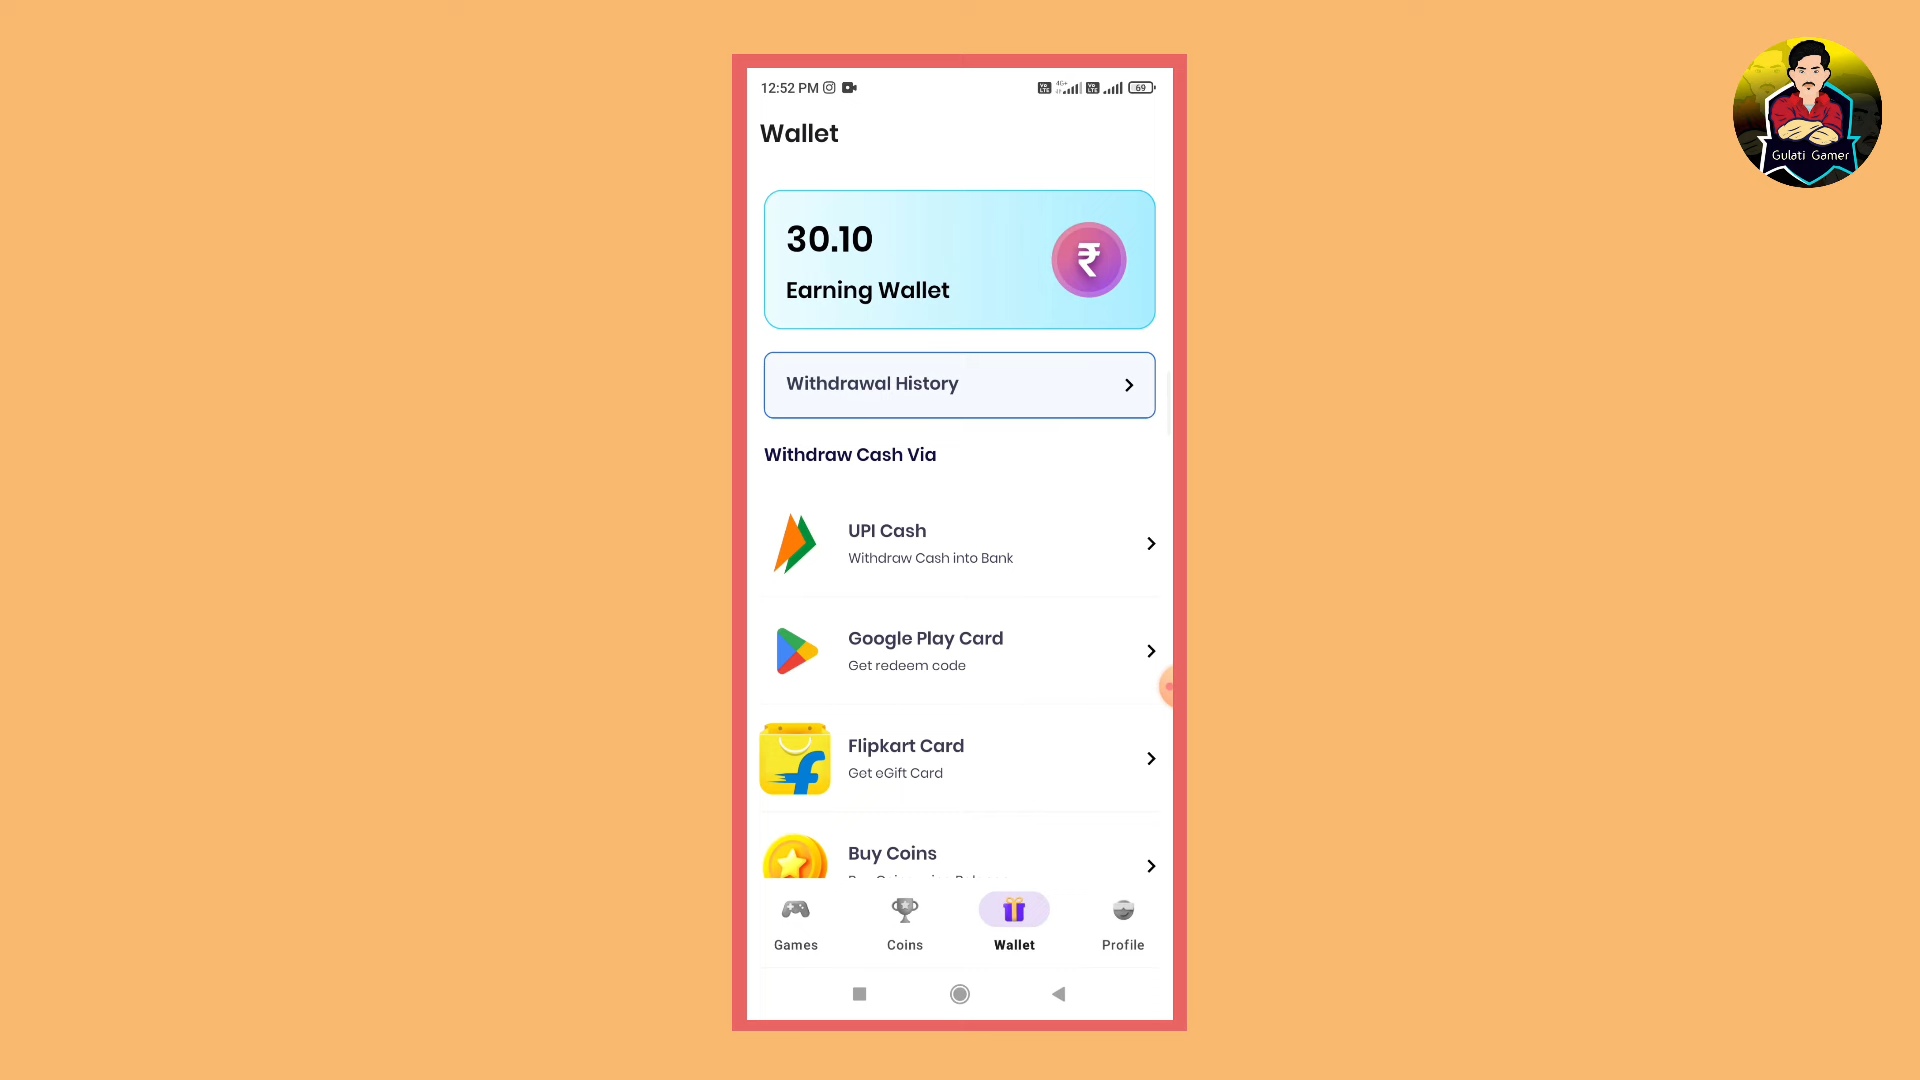 12:52 PM
69
Wallet
30.10
Earning Wallet
Withdrawal History
Withdraw Cash Via
UPI Cash
Withdraw Cash into Bank
Google Play Card
Get redeem code
Flipkart Card
Get eGift Card
Buy Coins
Games
Coins
Wallet
Profile
Gulati Gamer